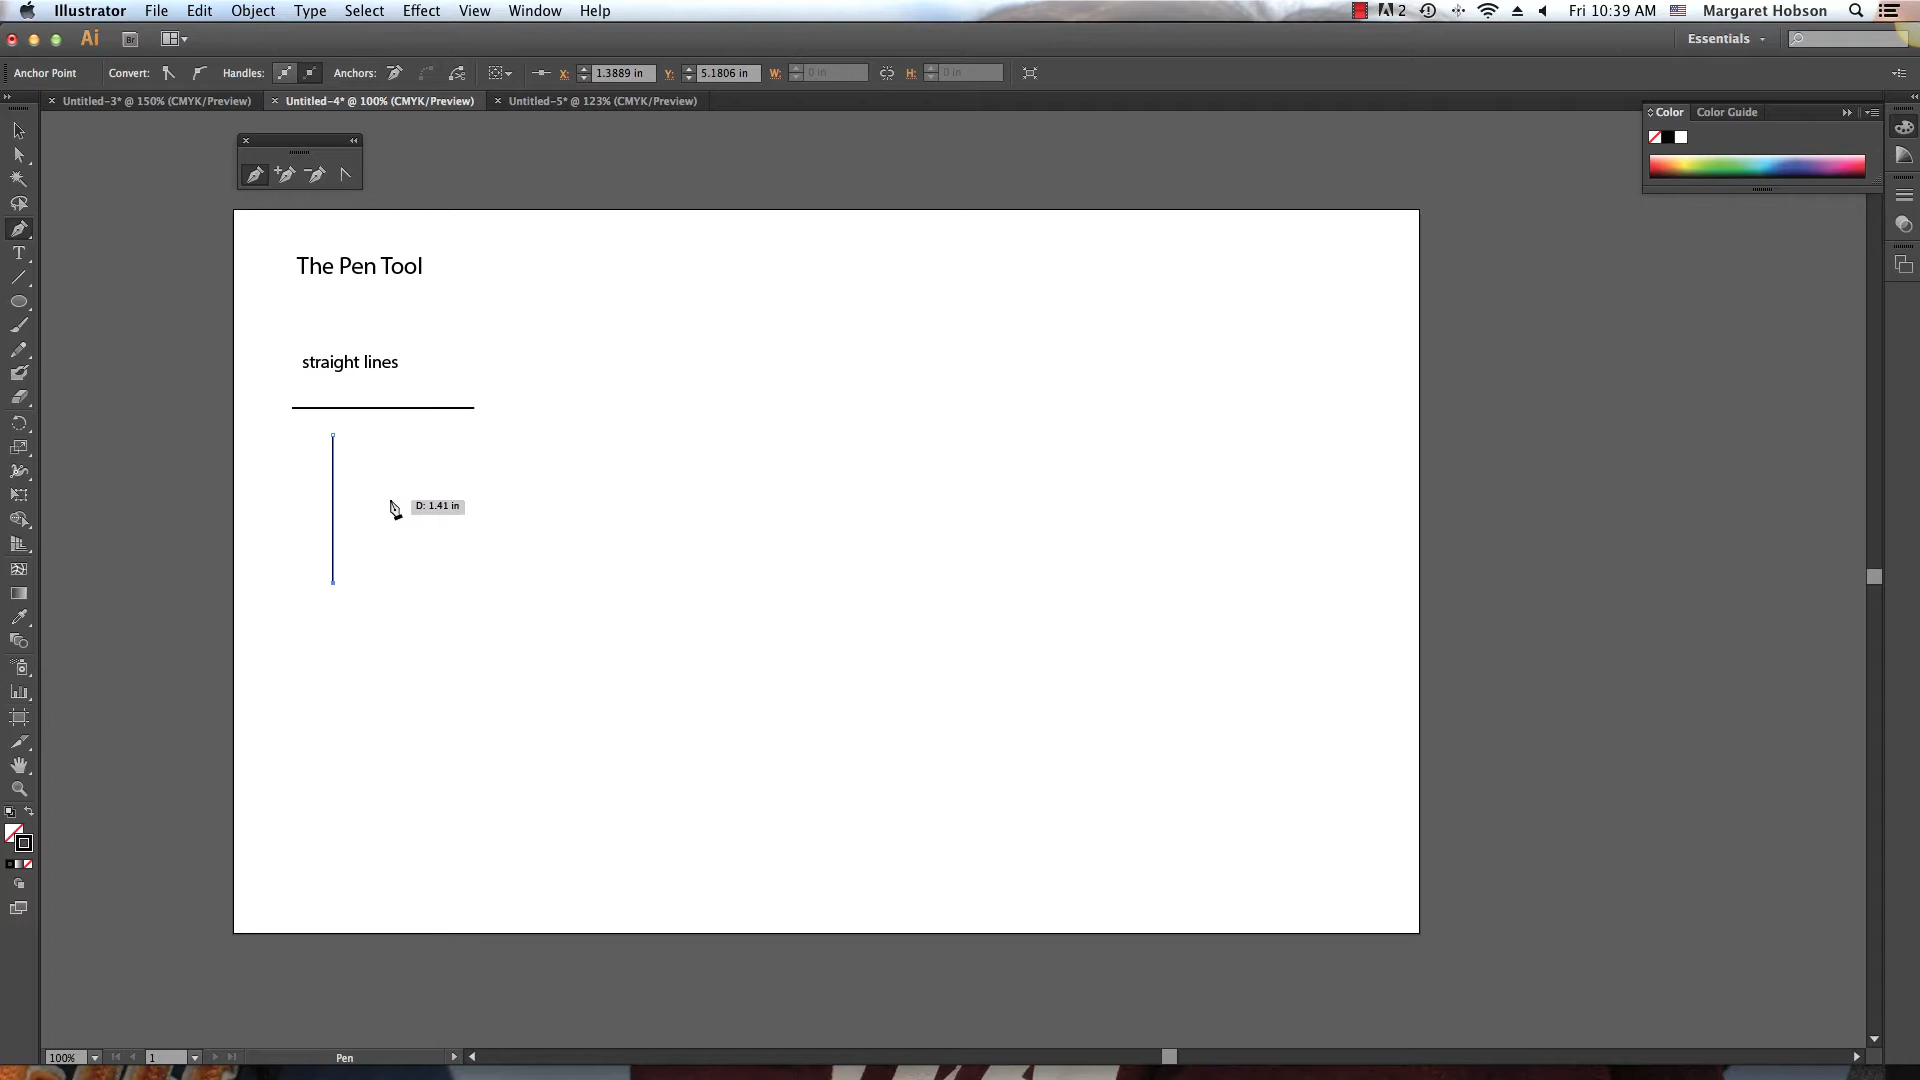 Illustrator File Edit Object Type Select Effect View Window Help
2 Fri 10:39 AM Margaret Hobson
Ai Br Essentials
Anchor Point Convert: Handles: Anchors: X: 1.3889 in Y: 5.1806 in W: 0 in H: 0 in
Untitled-3* @ 150% (CMYK/Preview) Untitled-4* @ 100% (CMYK/Preview) Untitled-5* @ 123% (CMYK/Preview)
Color Color Guide
The Pen Tool
straight lines
D: 1.41 in
100% 1 Pen